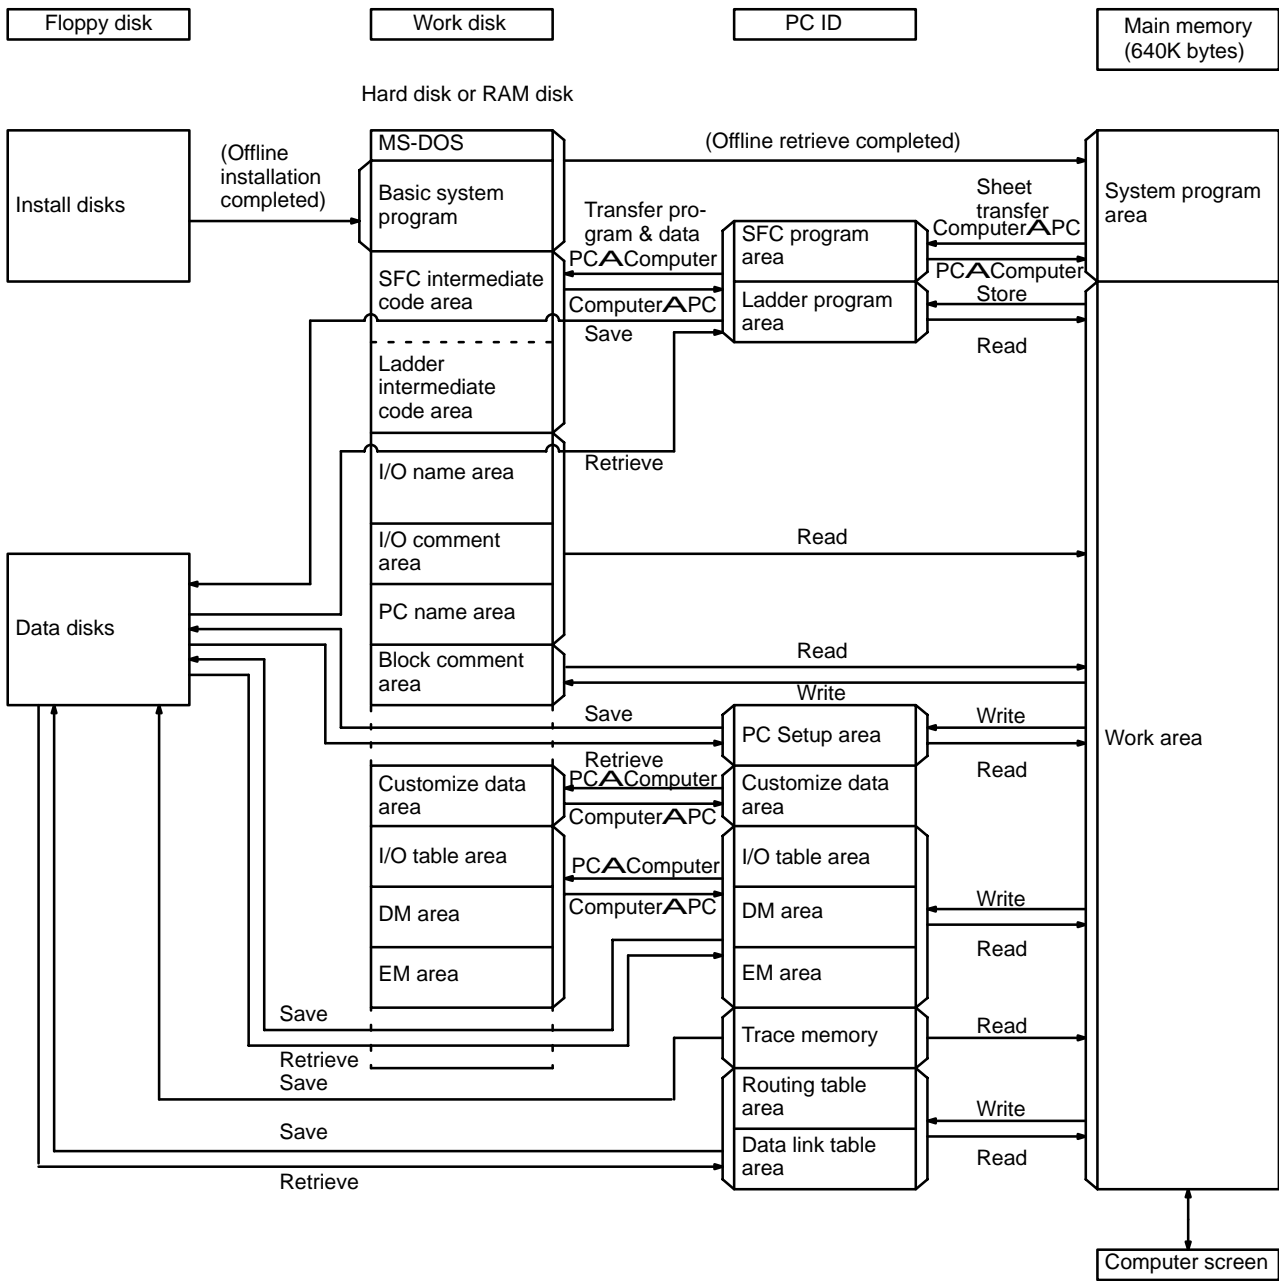 Floppy disk
Work disk
PC ID
Main memory
(640K bytes)
Hard disk or RAM disk
Install disks
(Offline
installation
completed)
MS-DOS
Basic system
program
(Offline retrieve completed)
System program
area
Sheet
transfer
ComputerAPC
PCAComputer
Transfer pro-
gram & data
PCAComputer
ComputerAPC
SFC program
area
SFC intermediate
code area
Ladder program
area
Store
Read
Save
Ladder
intermediate
code area
Retrieve
I/O name area
I/O comment
area
Read
PC name area
Data disks
Block comment
area
Read
Write
Save
PC Setup area
Write
Read
Work area
Retrieve
PCAComputer
ComputerAPC
Customize data
area
Customize data
area
I/O table area
PCAComputer
ComputerAPC
I/O table area
DM area
DM area
Write
Read
EM area
EM area
Save
Retrieve
Trace memory
Read
Save
Routing table
area
Write
Save
Data link table
area
Read
Retrieve
Computer screen